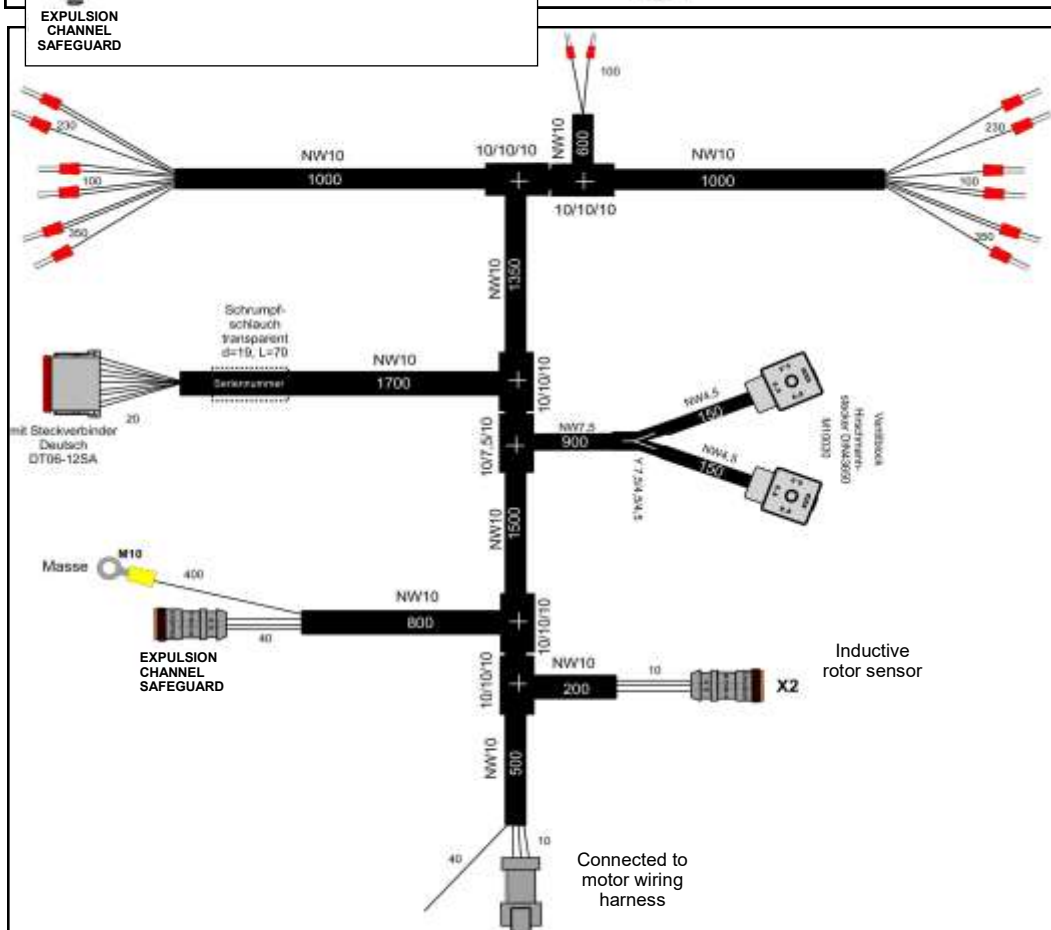 EXPULSION
CHANNEL
SAFEGUARD
100
230
NW10
1000
10/10/10
NW10
600
NW10
1000
230
100
350
10/10/10
100
350
NW10
1350
Schrumpf-
schlauch
transparent
d=19, L=70
Seriennummer
NW10
1700
10/10/10
20
mit Steckverbinder
Deutsch
DT06-12SA
10/7.5/10
NW7.5
900
NW4.5
150
NW4.5
150
Y 7.5/4.5/4.5
Ventilblock
Hirschmann-
stecker DIN43650
NW10
1500
Masse
M10
400
NW10
800
40
10/10/10
EXPULSION
CHANNEL
SAFEGUARD
10/10/10
NW10
200
10
X2
Inductive
rotor sensor
NW10
500
40
10
Connected to
motor wiring
harness